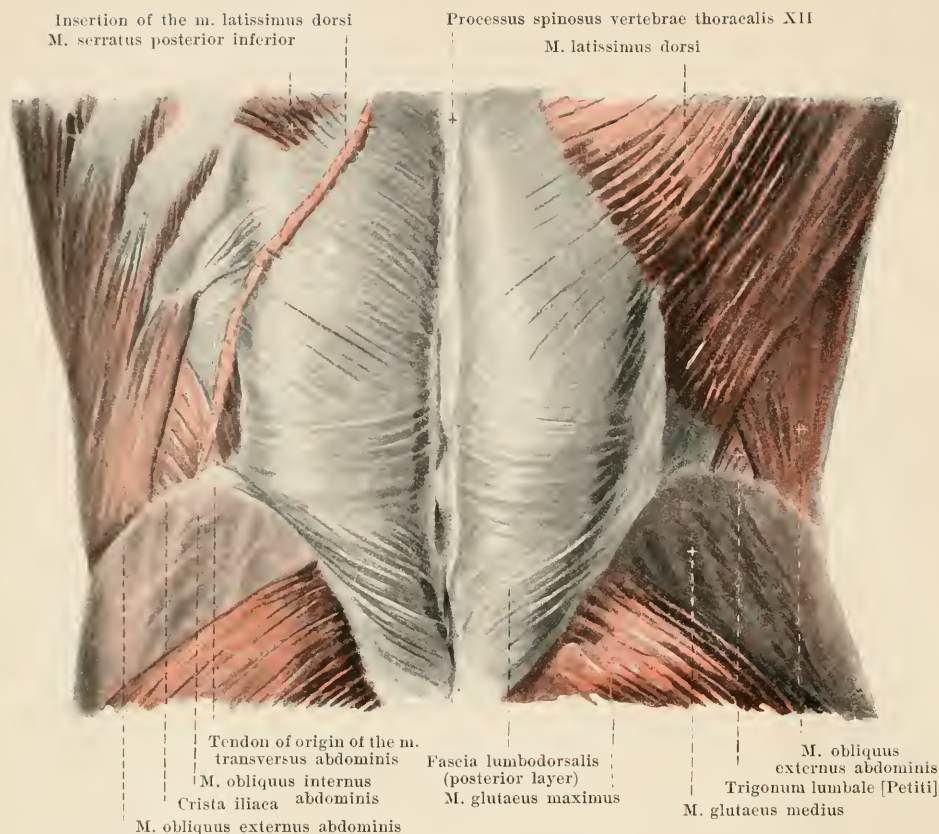 Insertion of the m. latissimus dorsi
M. serratus posterior inferior
Processus spinosus vertebrae thoracalis XII
M. latissimus dorsi
Tendon of origin of the m.
transversus abdominis
M. obliquus internus
abdominis
Crista iliaca
M. obliquus externus abdominis
Fascia lumbodorsalis
(posterior layer)
M. glutaeus maximus
M. obliquus
externus abdominis
Trigonum lumbale [Petiti]
M. glutaeus medius